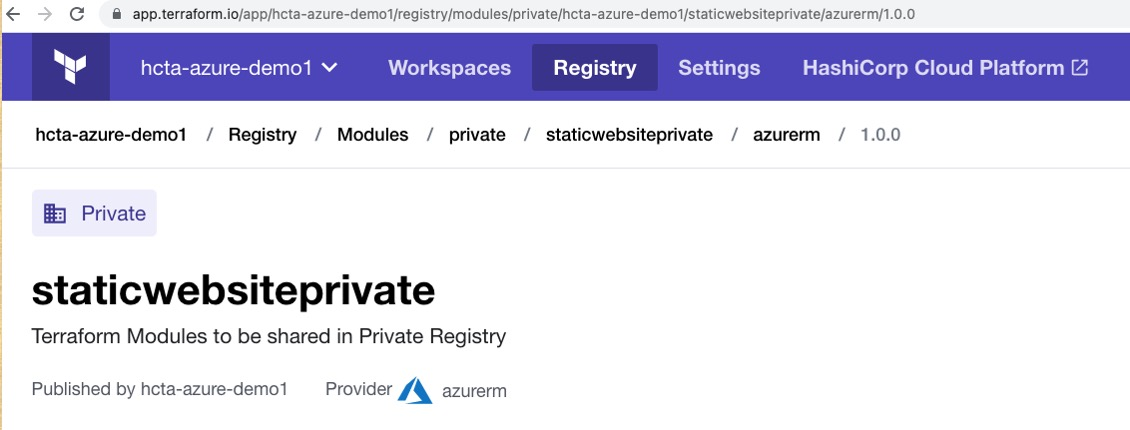 app.terraform.io/app/hcta-azure-demo1/registry/modules/private/hcta-azure-demo1/staticwebsiteprivate/azurerm/1.0.0
hcta-azure-demo1 Workspaces Registry Settings HashiCorp Cloud Platform
hcta-azure-demo1 / Registry / Modules / private / staticwebsiteprivate / azurerm / 1.0.0
Private
staticwebsiteprivate
Terraform Modules to be shared in Private Registry
Published by hcta-azure-demo1 Provider azurerm